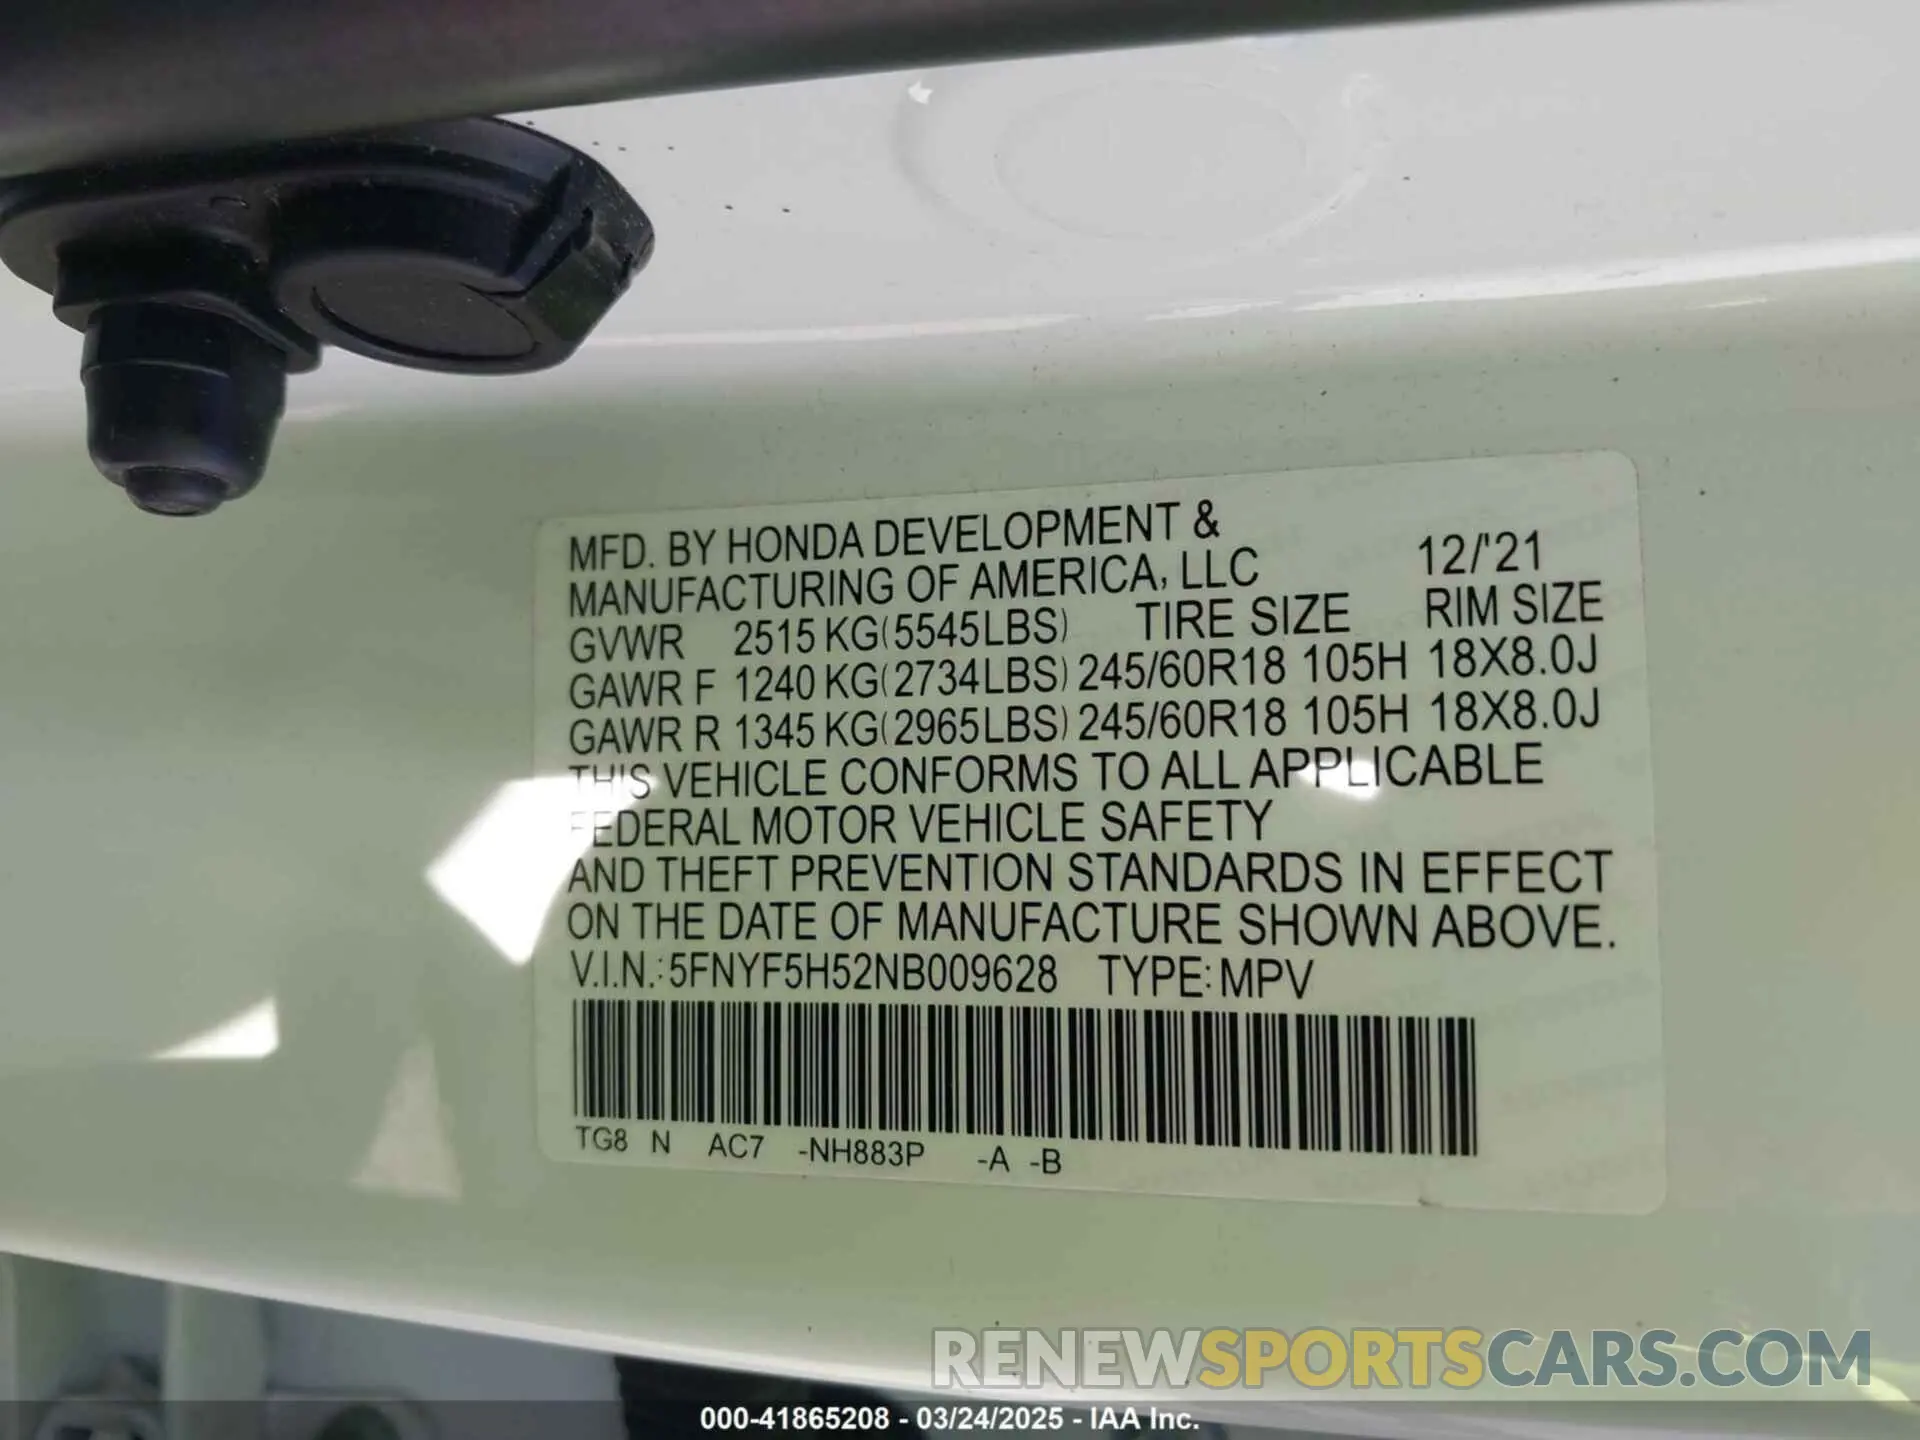 MFD. BY HONDA DEVELOPMENT &
MANUFACTURING OF AMERICA, LLC 12/'21
GVWR 2515 KG(5545LBS) TIRE SIZE RIM SIZE
GAWR F 1240 KG(2734LBS) 245/60R18 105H 18X8.0J
GAWR R 1345 KG(2965LBS) 245/60R18 105H 18X8.0J
THIS VEHICLE CONFORMS TO ALL APPLICABLE
FEDERAL MOTOR VEHICLE SAFETY
AND THEFT PREVENTION STANDARDS IN EFFECT
ON THE DATE OF MANUFACTURE SHOWN ABOVE.
V.I.N.: 5FNYF5H52NB009628 TYPE: MPV
TG8 N AC7 -NH883P -A -B
RENEWSPORTSCARS.COM
000-41865208 - 03/24/2025 - IAA Inc.